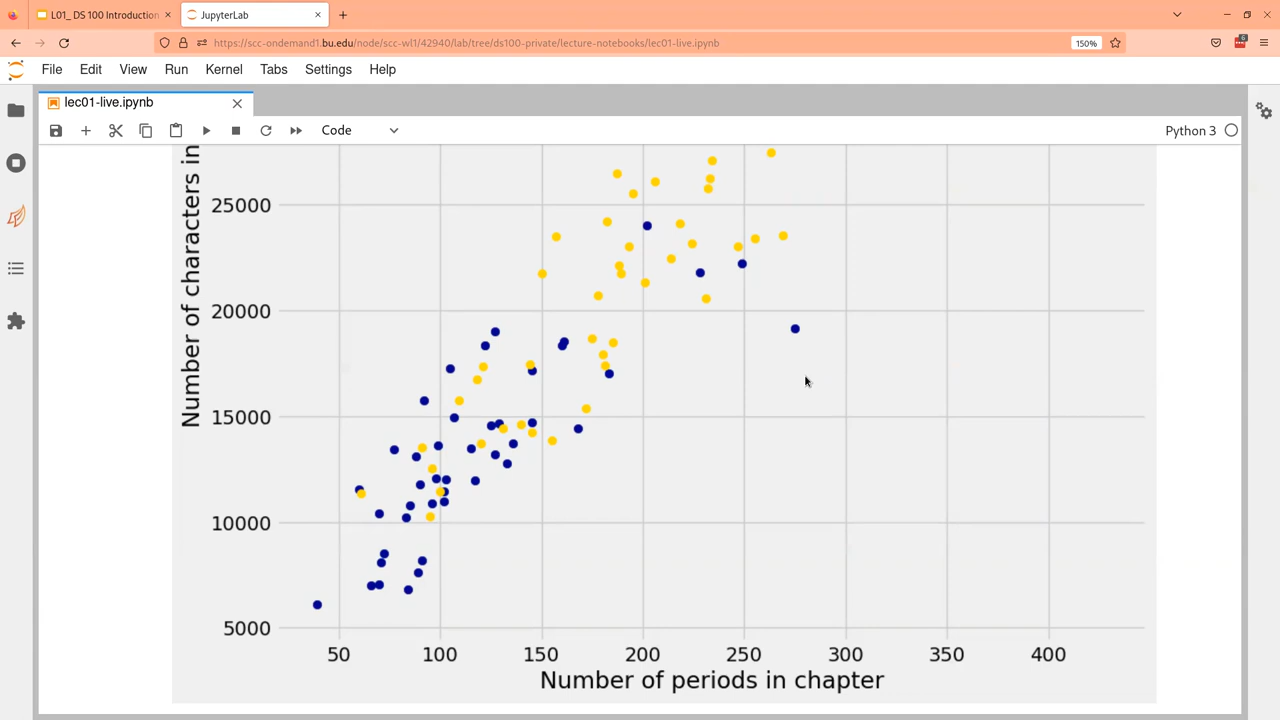 L01_ DS 100 Introduction
JupyterLab
https://scc-ondemand1.bu.edu/node/scc-wl1/42940/lab/tree/ds100-private/lecture-notebooks/lec01-live.ipynb
150%
6
File Edit View Run Kernel Tabs Settings Help
lec01-live.ipynb
Code
Python 3
Number of characters in
25000
20000
15000
10000
5000
50 100 150 200 250 300 350 400
Number of periods in chapter